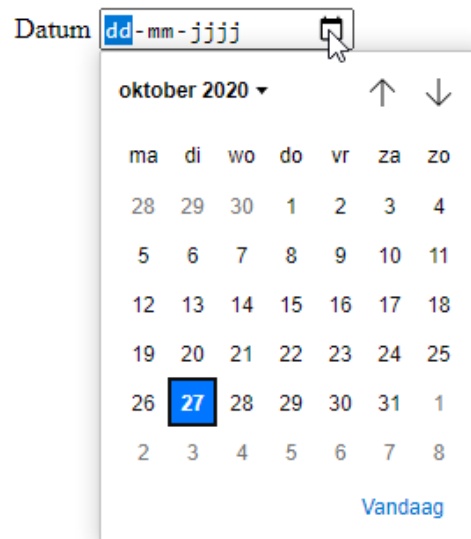 Datum dd-mm-jjjj
oktober 2020
ma di wo do vr za zo
28 29 30 1 2 3 4
5 6 7 8 9 10 11
12 13 14 15 16 17 18
19 20 21 22 23 24 25
26 27 28 29 30 31 1
2 3 4 5 6 7 8
Vandaag